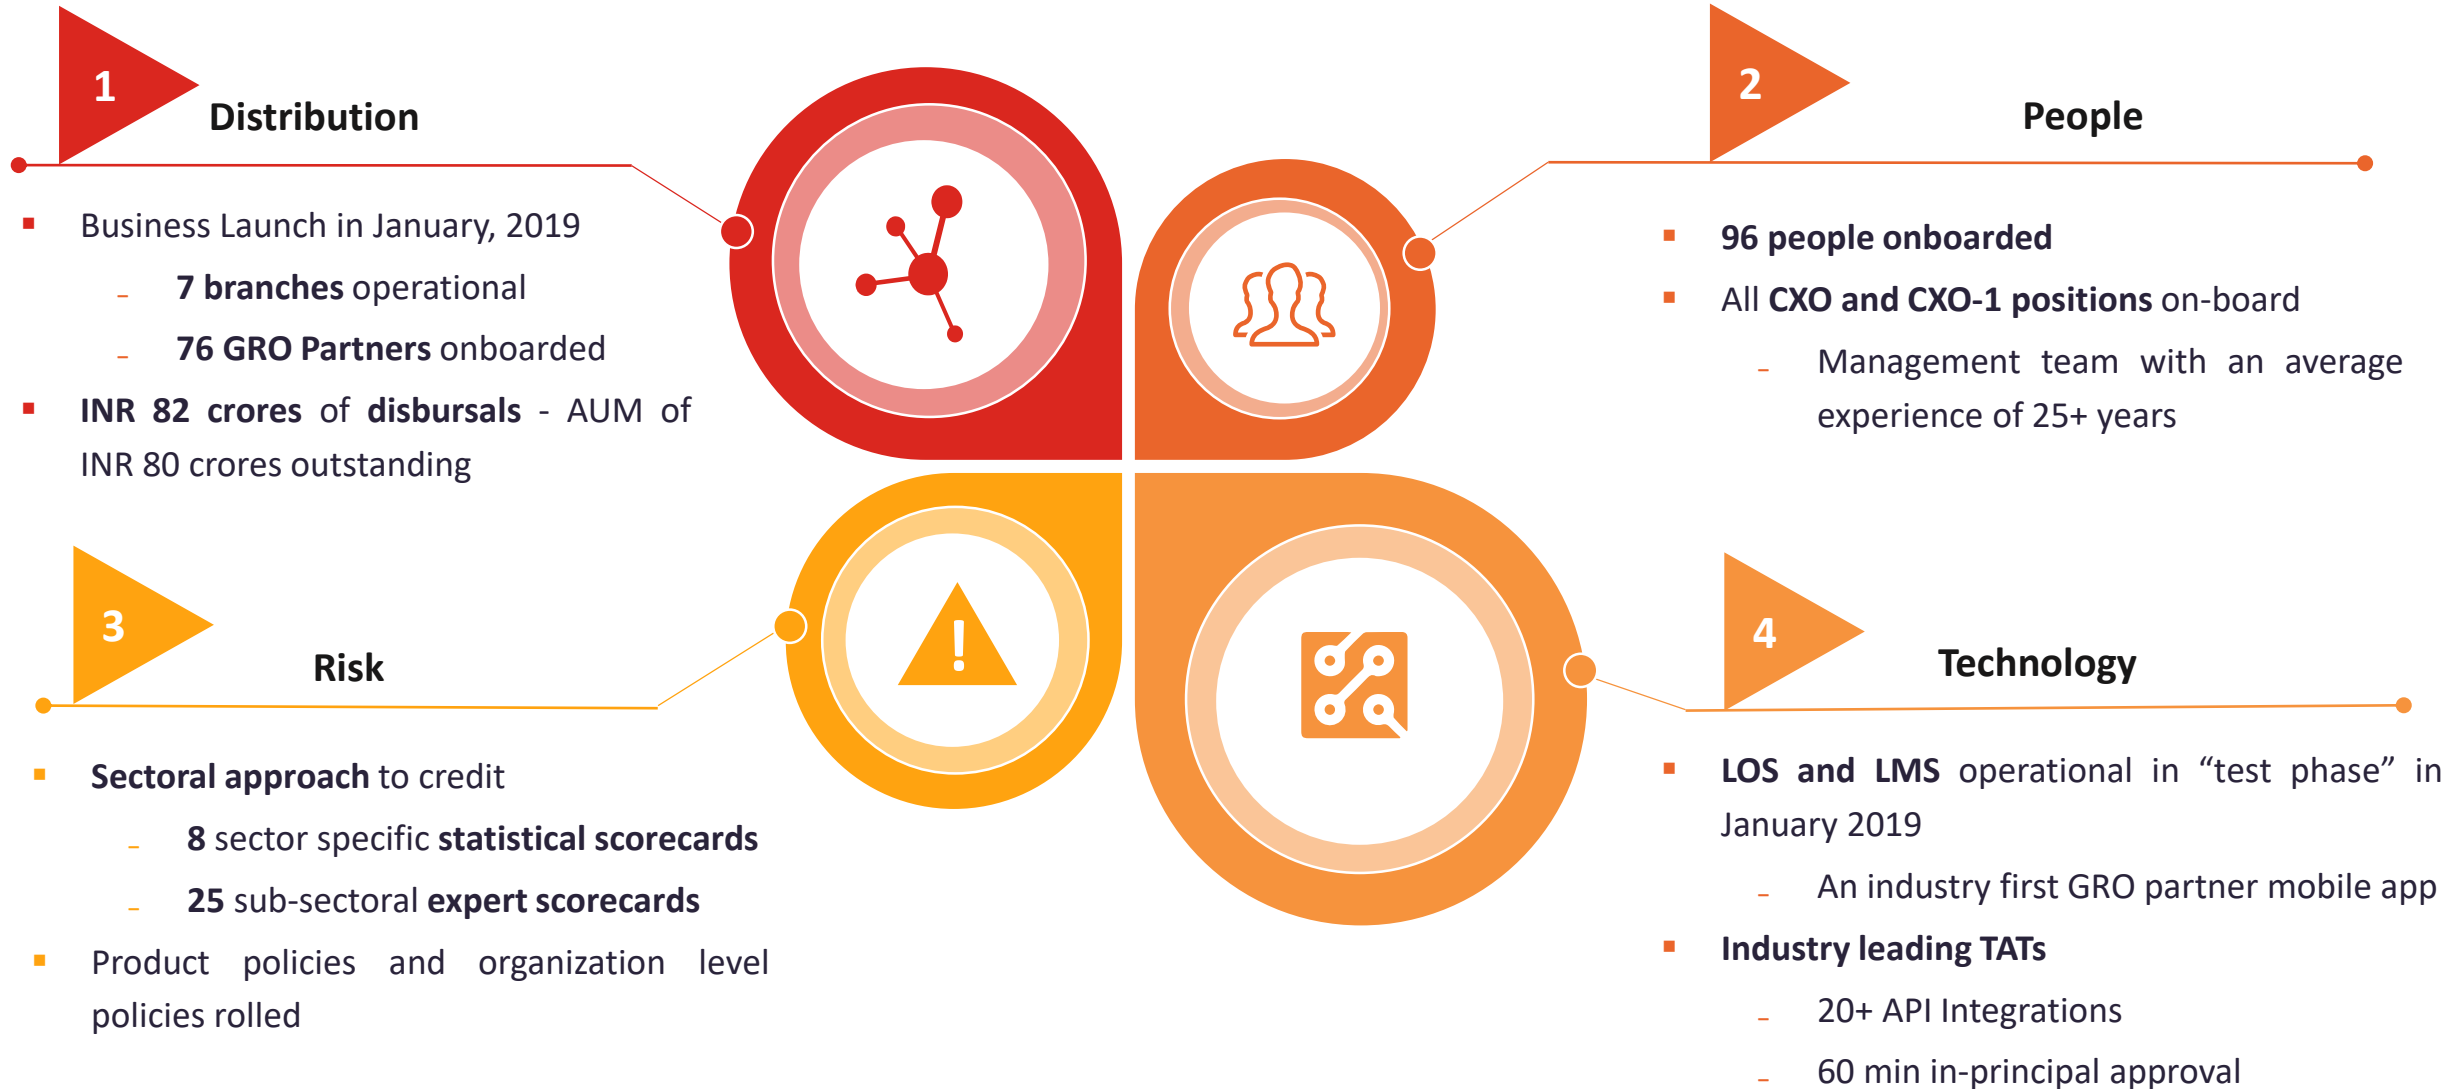 1
Distribution
Business Launch in January, 2019
7 branches operational
76 GRO Partners onboarded
INR 82 crores of disbursals - AUM of
INR 80 crores outstanding
2
People
96 people onboarded
All CXO and CXO-1 positions on-board
Management team with an average
experience of 25+ years
3
Risk
Sectoral approach to credit
8 sector specific statistical scorecards
25 sub-sectoral expert scorecards
Product policies and organization level
policies rolled
4
Technology
LOS and LMS operational in “test phase” in
January 2019
An industry first GRO partner mobile app
Industry leading TATs
20+ API Integrations
60 min in-principal approval